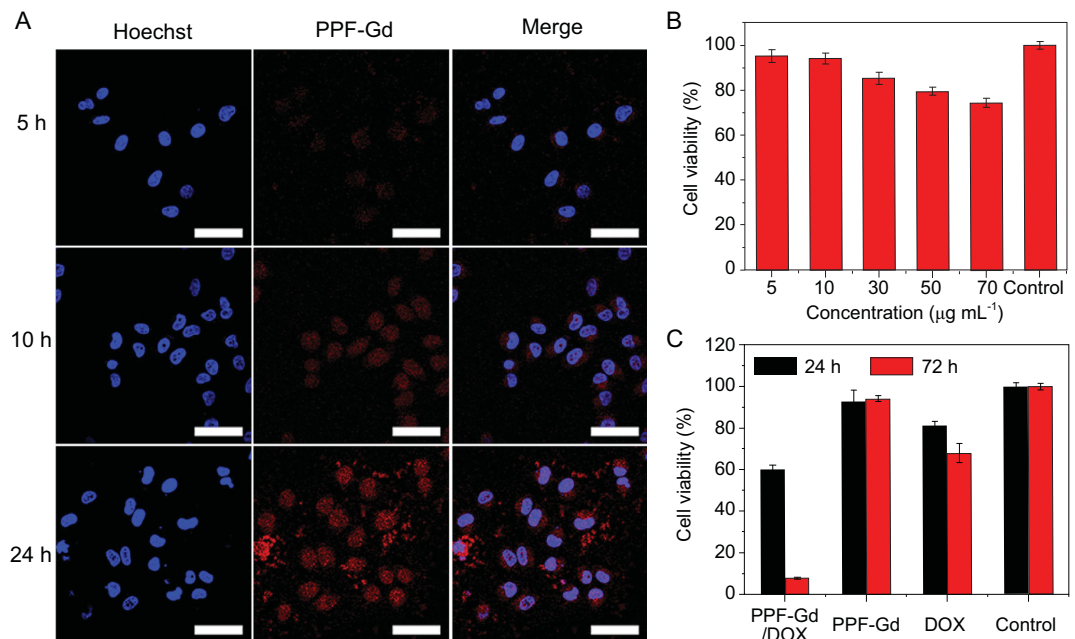 A
Hoechst
PPF-Gd
Merge
5 h
10 h
24 h
B
Cell viability (%)
100
80
60
40
20
0
5 10 30 50 70 Control
Concentration (μg mL⁻¹)
C
Cell viability (%)
120
100
80
60
40
20
0
24 h
72 h
PPF-Gd
/DOX
PPF-Gd
DOX
Control